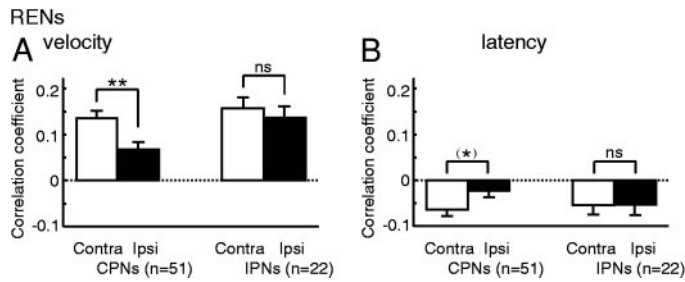 RENs
A velocity
Correlation coefficient
0.2
0.1
0
-0.1
**
ns
Contra Ipsi
CPNs (n=51)
Contra Ipsi
IPNs (n=22)
B latency
Correlation coefficient
0.2
0.1
0
-0.1
(*)
ns
Contra Ipsi
CPNs (n=51)
Contra Ipsi
IPNs (n=22)